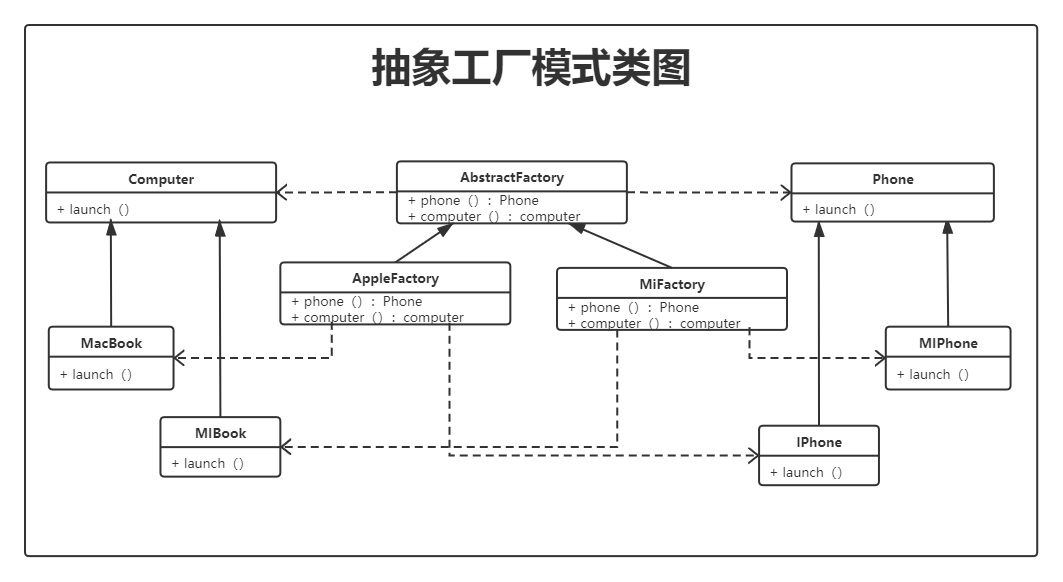 抽象工厂模式类图
Computer
+ launch（）
AbstractFactory
+ phone（）: Phone
+ computer（）: computer
Phone
+ launch（）
AppleFactory
+ phone（）: Phone
+ computer（）: computer
MiFactory
+ phone（）: Phone
+ computer（）: computer
MacBook
+ launch（）
MIPhone
+ launch（）
MIBook
+ launch（）
IPhone
+ launch（）